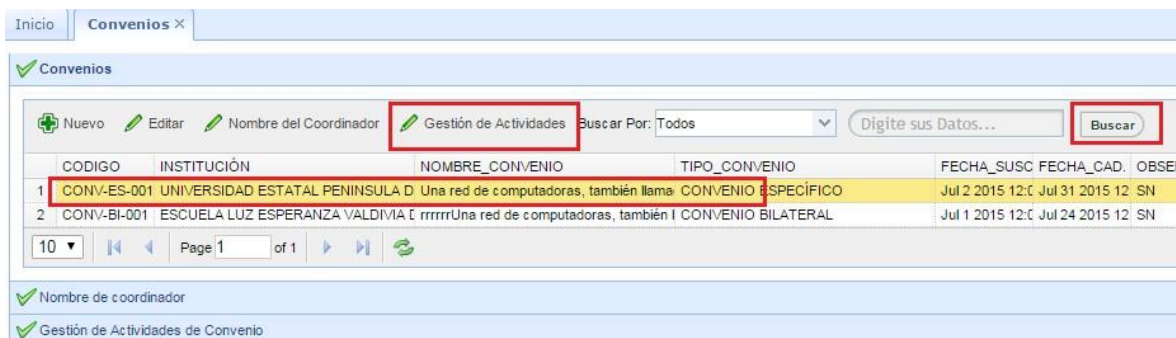 Inicio Convenios ×
Convenios
Nuevo Editar Nombre del Coordinador Gestión de Actividades Buscar Por: Todos Digite sus Datos... Buscar
CODIGO INSTITUCIÓN NOMBRE_CONVENIO TIPO_CONVENIO FECHA_SUSC FECHA_CAD. OBSE
1 CONV-ES-001 UNIVERSIDAD ESTATAL PENINSULA D Una red de computadoras, también llama CONVENIO ESPECÍFICO Jul 2 2015 12:0 Jul 31 2015 12 SN
2 CONV-BI-001 ESCUELA LUZ ESPERANZA VALDIVIA rrrrrrUna red de computadoras, también CONVENIO BILATERAL Jul 1 2015 12:0 Jul 24 2015 12 SN
10 Page 1 of 1
Nombre de coordinador
Gestión de Actividades de Convenio